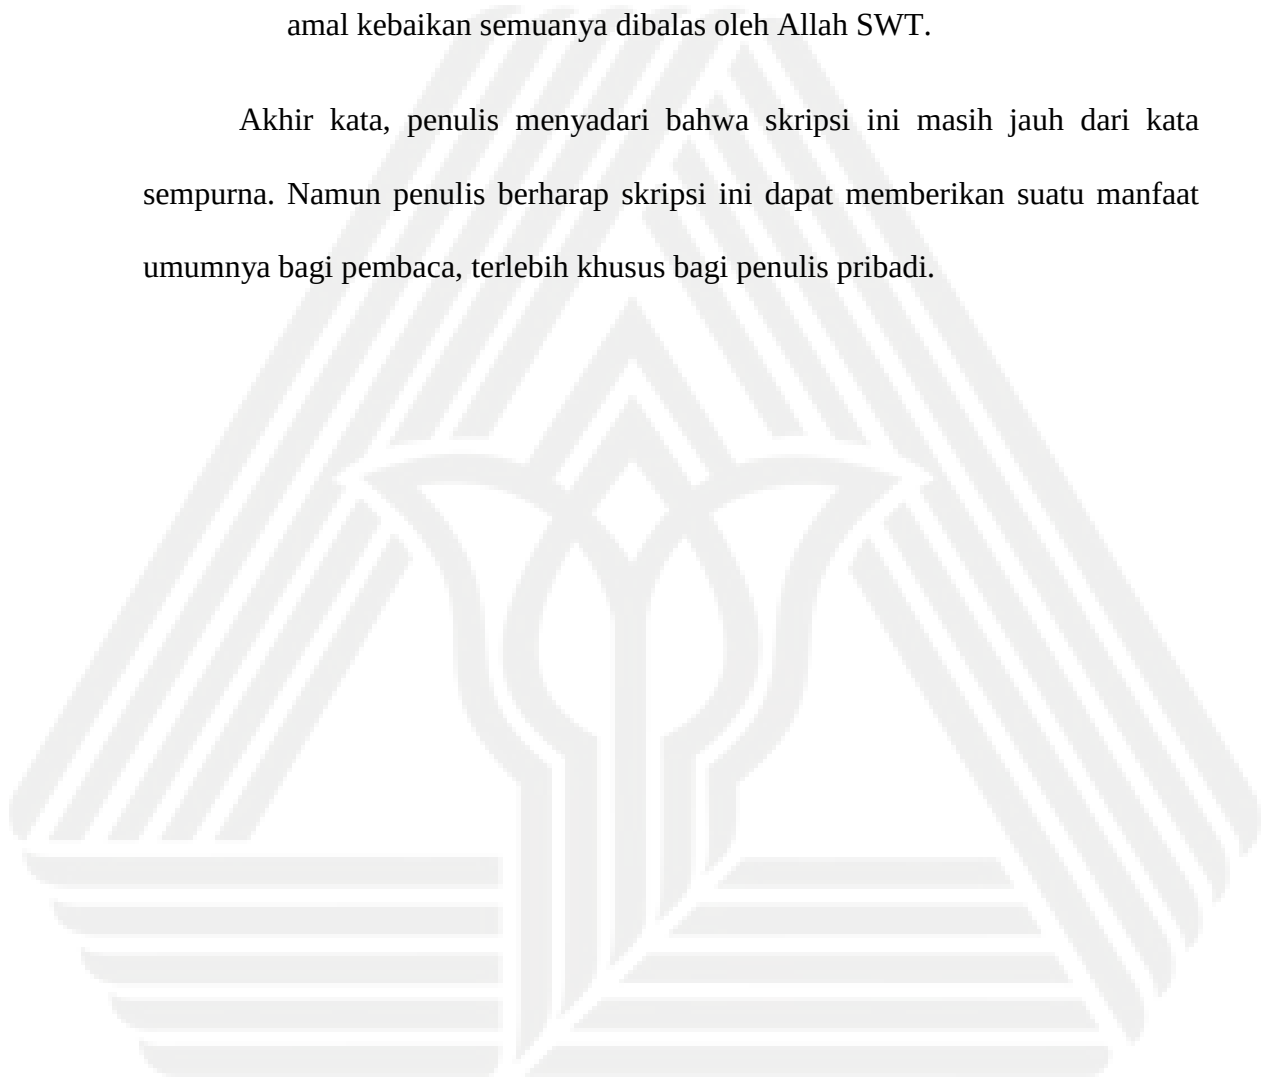 amal kebaikan semuanya dibalas oleh Allah SWT.
Akhir kata, penulis menyadari bahwa skripsi ini masih jauh dari kata
sempurna. Namun penulis berharap skripsi ini dapat memberikan suatu manfaat
umumnya bagi pembaca, terlebih khusus bagi penulis pribadi.